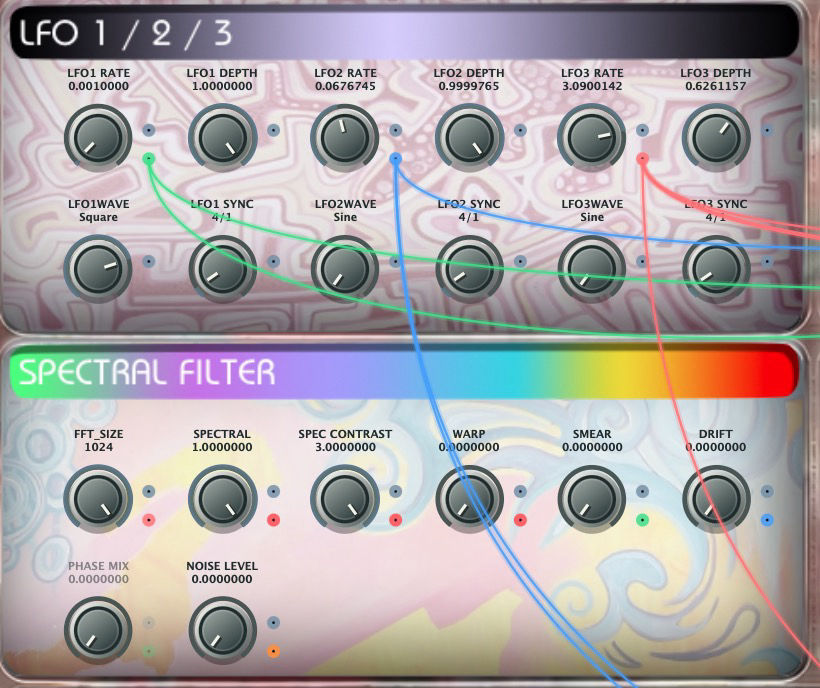 LFO 1 / 2 / 3
LFO1 RATE LFO1 DEPTH LFO2 RATE LFO2 DEPTH LFO3 RATE LFO3 DEPTH
0.0010000 1.0000000 0.0676745 0.9999765 3.0900142 0.6261157
LFO1WAVE LFO1 SYNC LFO2WAVE LFO2 SYNC LFO3WAVE LFO3 SYNC
Square 4/1 Sine 4/1 Sine 4/1
SPECTRAL FILTER
FFT_SIZE SPECTRAL SPEC CONTRAST WARP SMEAR DRIFT
1024 1.0000000 3.0000000 0.0000000 0.0000000 0.0000000
PHASE MIX NOISE LEVEL
0.0000000 0.0000000